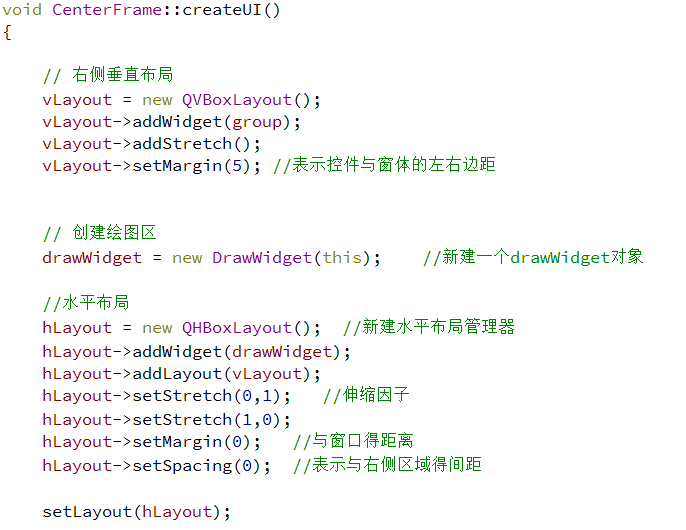 void CenterFrame::createUI()
{
// 右侧垂直布局
vLayout = new QVBoxLayout();
vLayout->addWidget(group);
vLayout->addStretch();
vLayout->setMargin(5); //表示控件与窗体的左右边距
// 创建绘图区
drawWidget = new DrawWidget(this);    //新建一个drawWidget对象
//水平布局
hLayout = new QHBoxLayout();  //新建水平布局管理器
hLayout->addWidget(drawWidget);
hLayout->addLayout(vLayout);
hLayout->setStretch(0,1);   //伸缩因子
hLayout->setStretch(1,0);
hLayout->setMargin(0);   //与窗口得距离
hLayout->setSpacing(0);  //表示与右侧区域得间距
setLayout(hLayout);